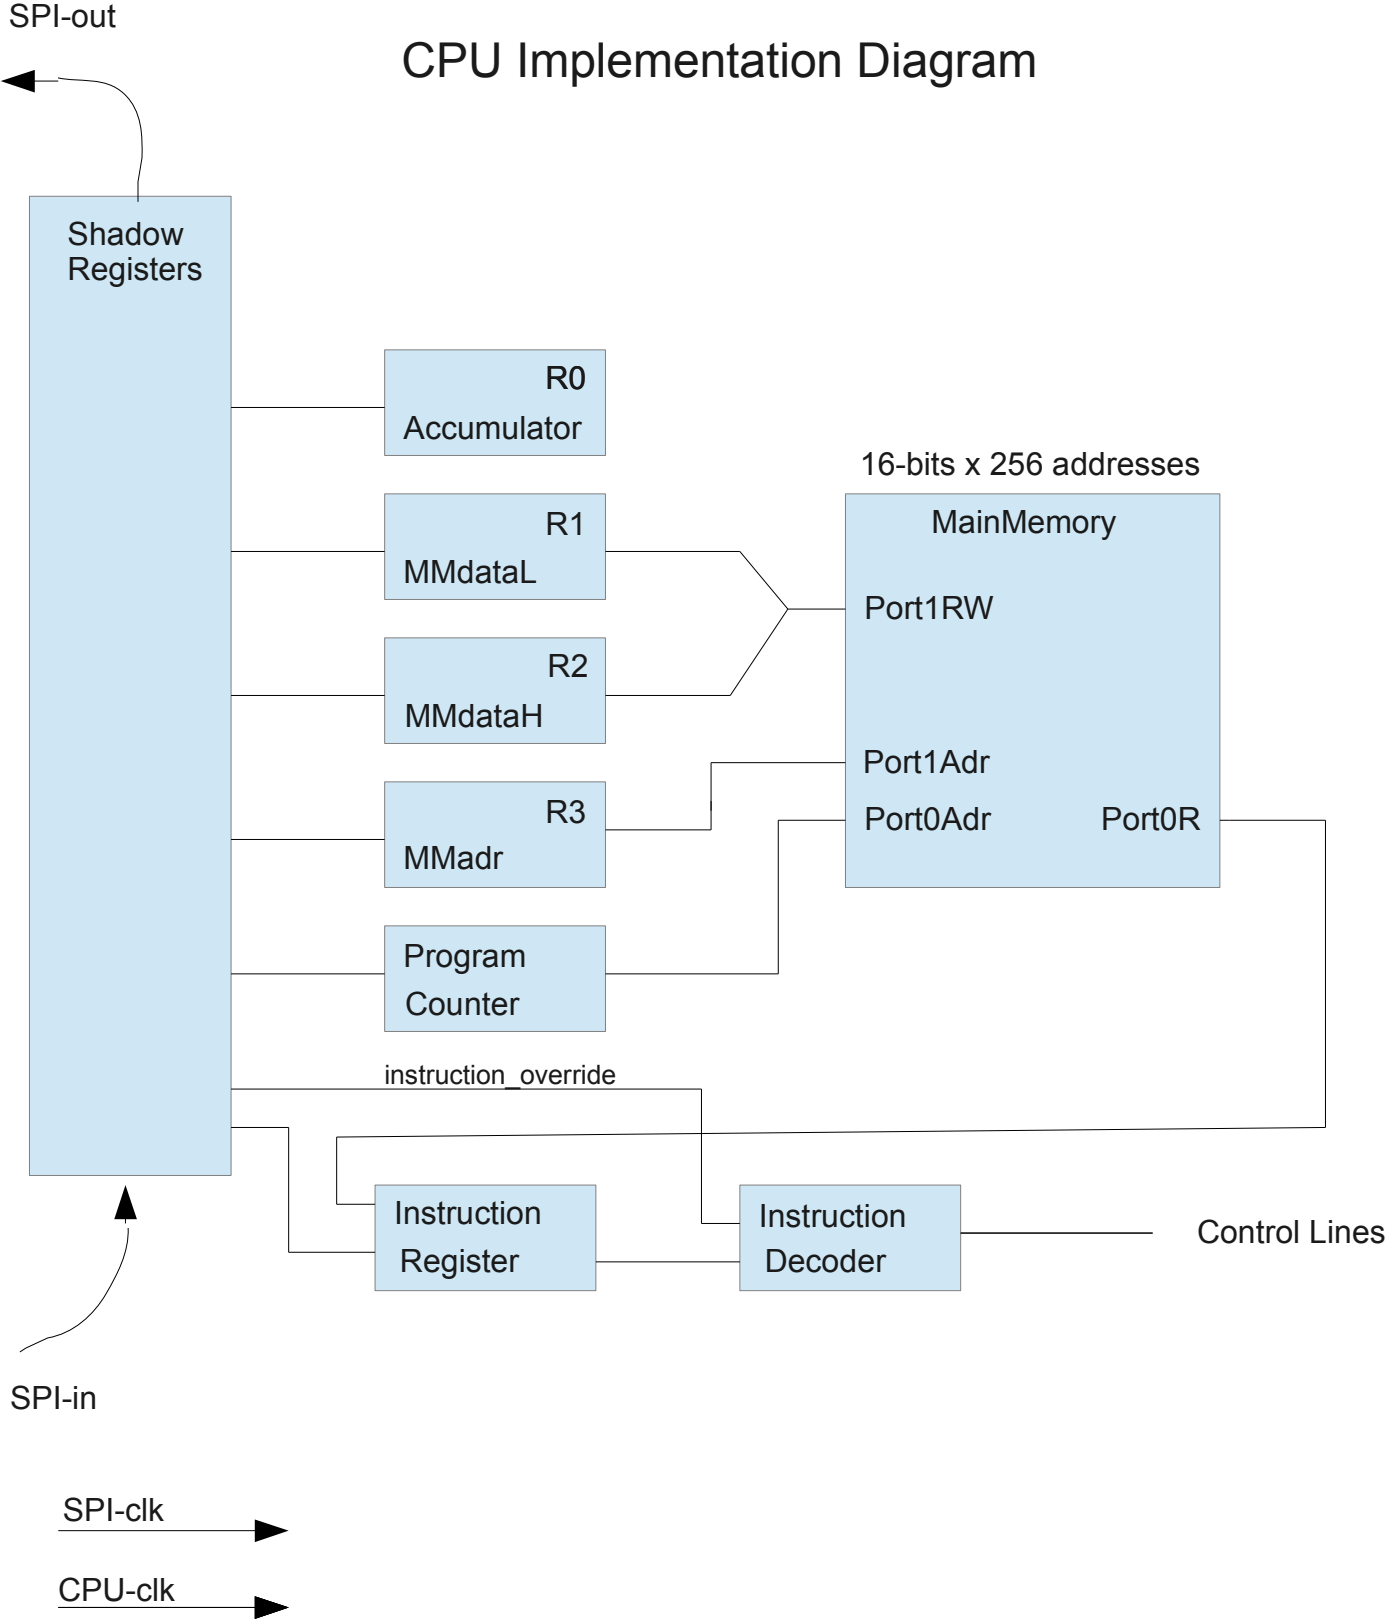 SPI-out
CPU Implementation Diagram
Shadow
Registers
R0
Accumulator
16-bits x 256 addresses
R1
MMdataL
MainMemory
Port1RW
R2
MMdataH
Port1Adr
R3
MMadr
Port0Adr
Port0R
Program
Counter
instruction_override
Instruction
Register
Instruction
Decoder
Control Lines
SPI-in
SPI-clk
CPU-clk